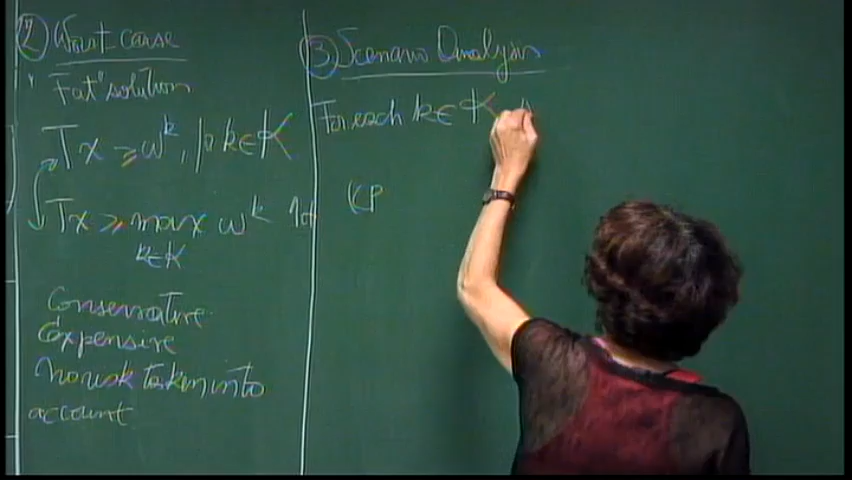 ② Worst case
"Fat" solution
Tx ≥ w^k, k ∈ K
Tx ≥ max w^k
k∈K
Conservative
Expensive
No risk taken into
account
③ Scenario Analysis
For each k ∈ K
(P